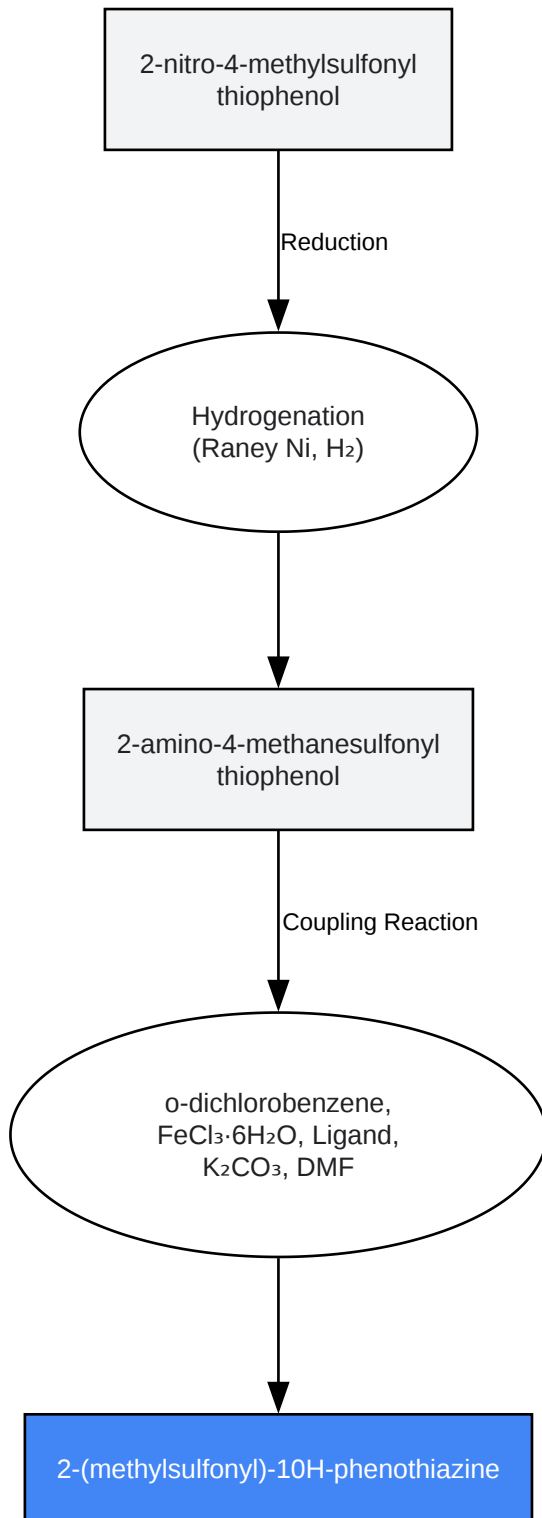 2-nitro-4-methylsulfonyl
thiophenol
Reduction
Hydrogenation
(Raney Ni, H₂)
2-amino-4-methanesulfonyl
thiophenol
Coupling Reaction
o-dichlorobenzene,
FeCl₃·6H₂O, Ligand,
K₂CO₃, DMF
2-(methylsulfonyl)-10H-phenothiazine